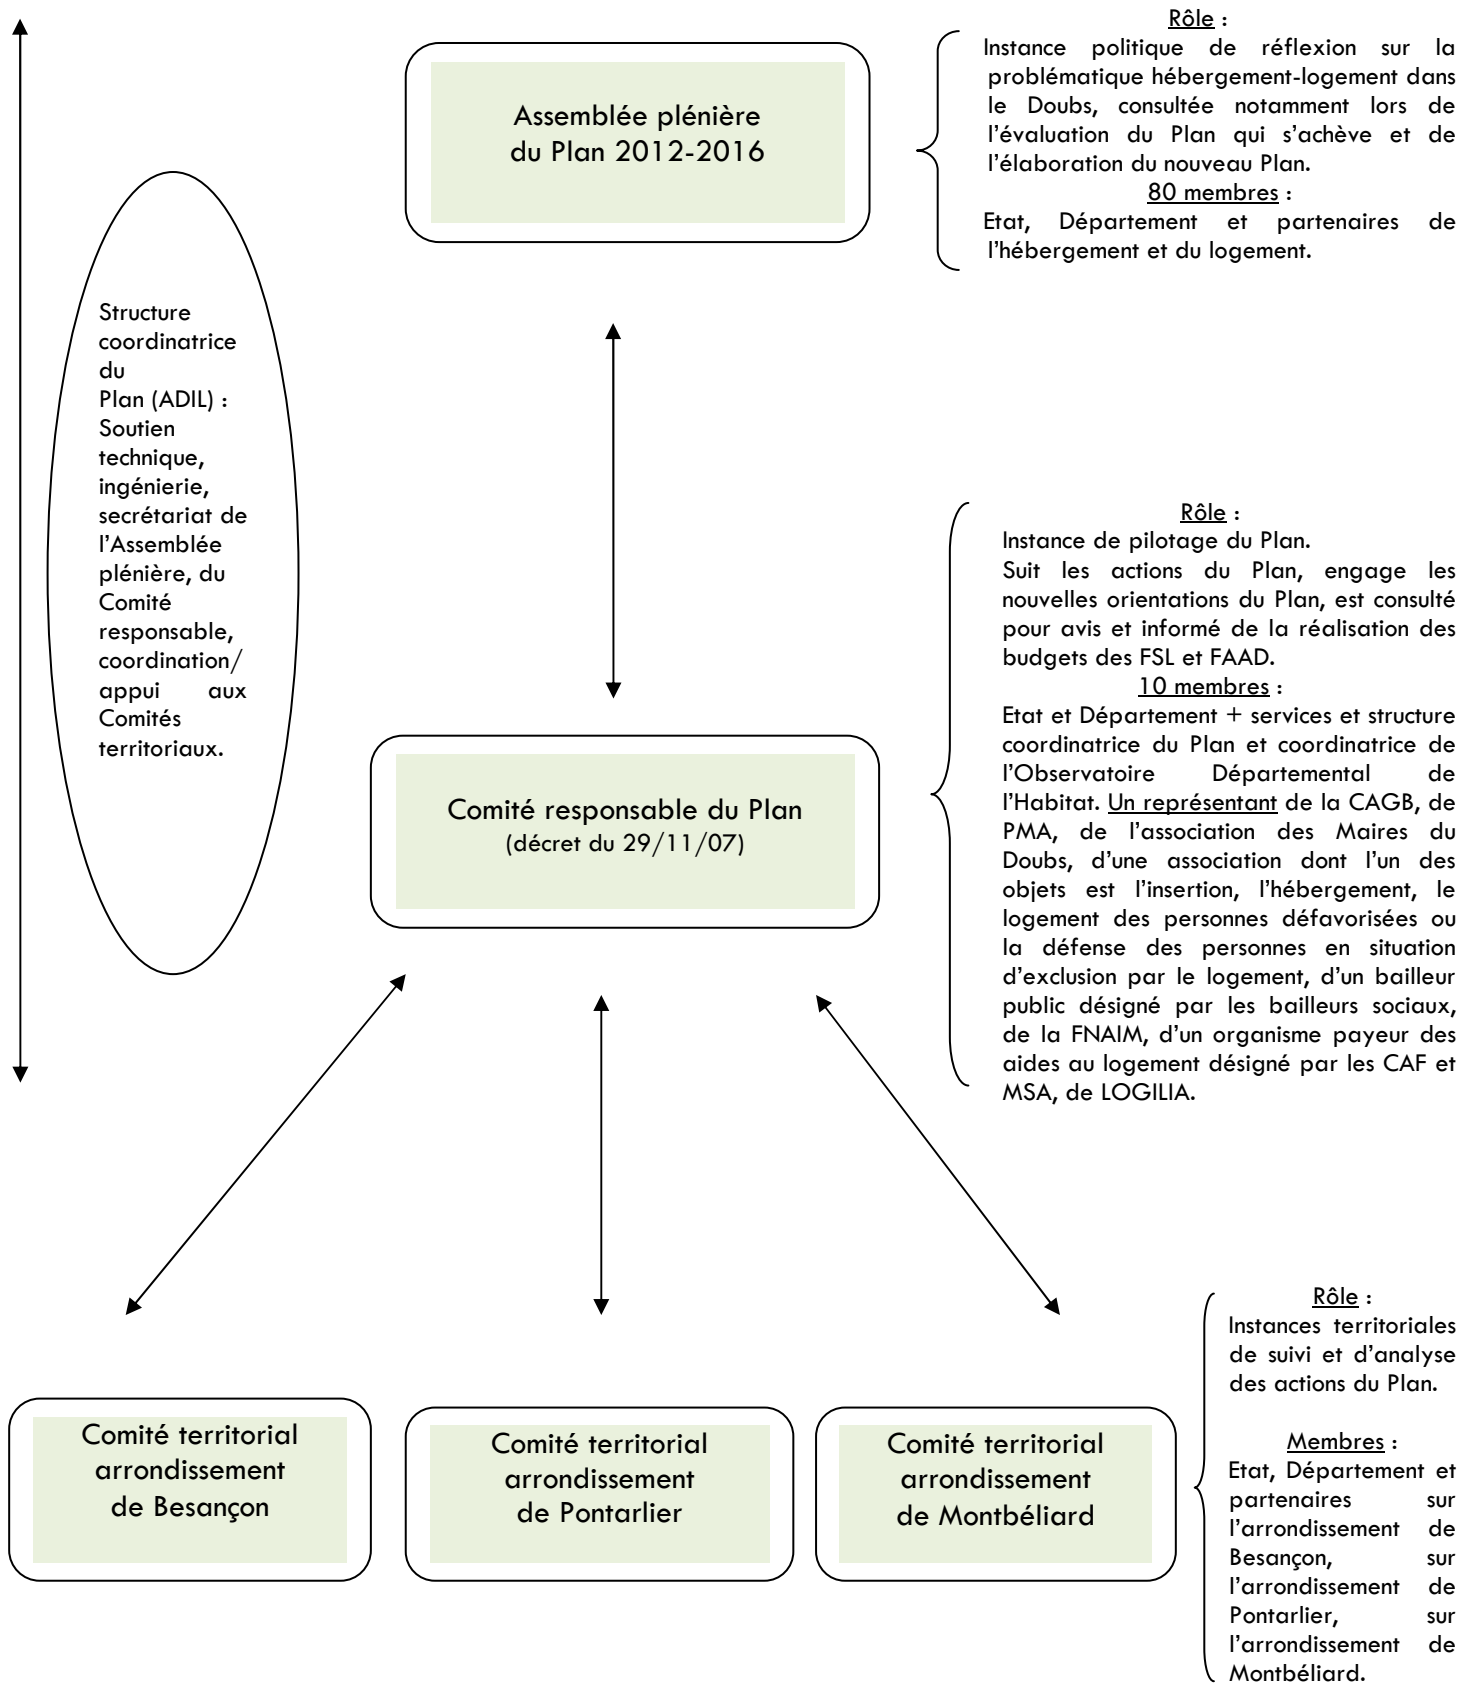 Assemblée plénière
du Plan 2012-2016
Rôle :
Instance politique de réflexion sur la
problématique hébergement-logement dans
le Doubs, consultée notamment lors de
l'évaluation du Plan qui s'achève et de
l'élaboration du nouveau Plan.
80 membres :
Etat, Département et partenaires de
l'hébergement et du logement.
Structure
coordinatrice
du
Plan (ADIL) :
Soutien
technique,
ingénierie,
secrétariat de
l'Assemblée
plénière, du
Comité
responsable,
coordination/
appui aux
Comités
territoriaux.
Comité responsable du Plan
(décret du 29/11/07)
Rôle :
Instance de pilotage du Plan.
Suit les actions du Plan, engage les
nouvelles orientations du Plan, est consulté
pour avis et informé de la réalisation des
budgets des FSL et FAAD.
10 membres :
Etat et Département + services et structure
coordinatrice du Plan et coordinatrice de
l'Observatoire Départemental de
l'Habitat. Un représentant de la CAGB, de
PMA, de l'association des Maires du
Doubs, d'une association dont l'un des
objets est l'insertion, l'hébergement, le
logement des personnes défavorisées ou
la défense des personnes en situation
d'exclusion par le logement, d'un bailleur
public désigné par les bailleurs sociaux,
de la FNAIM, d'un organisme payeur des
aides au logement désigné par les CAF et
MSA, de LOGILIA.
Comité territorial
arrondissement
de Besançon
Comité territorial
arrondissement
de Pontarlier
Comité territorial
arrondissement
de Montbéliard
Rôle :
Instances territoriales
de suivi et d'analyse
des actions du Plan.
Membres :
Etat, Département et
partenaires sur
l'arrondissement de
Besançon, sur
l'arrondissement de
Pontarlier, sur
l'arrondissement de
Montbéliard.